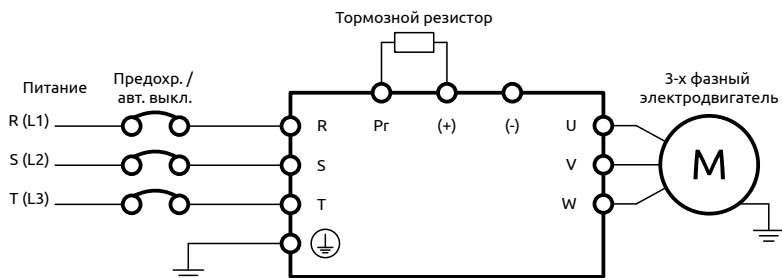 Тормозной резистор
Питание
Предохр. /
авт. выкл.
3-х фазный
электродвигатель
R (L1)
S (L2)
T (L3)
R
S
T
Pr
(+)
(-)
U
V
W
M